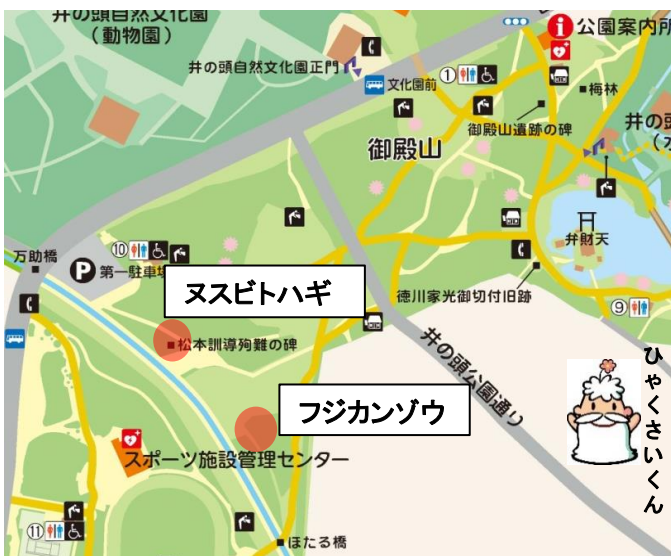 井の頭自然文化園
(動物園)
公園案内所
井の頭自然文化園正門
文化園前
①
梅林
御殿山遺跡の碑
御殿山
弁財天
万助橋
⑩
P 第一駐車場
ヌスビトハギ
徳川家光御切付旧跡
⑨
松本訓導殉難の碑
井の頭公園通り
フジカンゾウ
ひゃくさいくん
スポーツ施設管理センター
⑪
ほたる橋